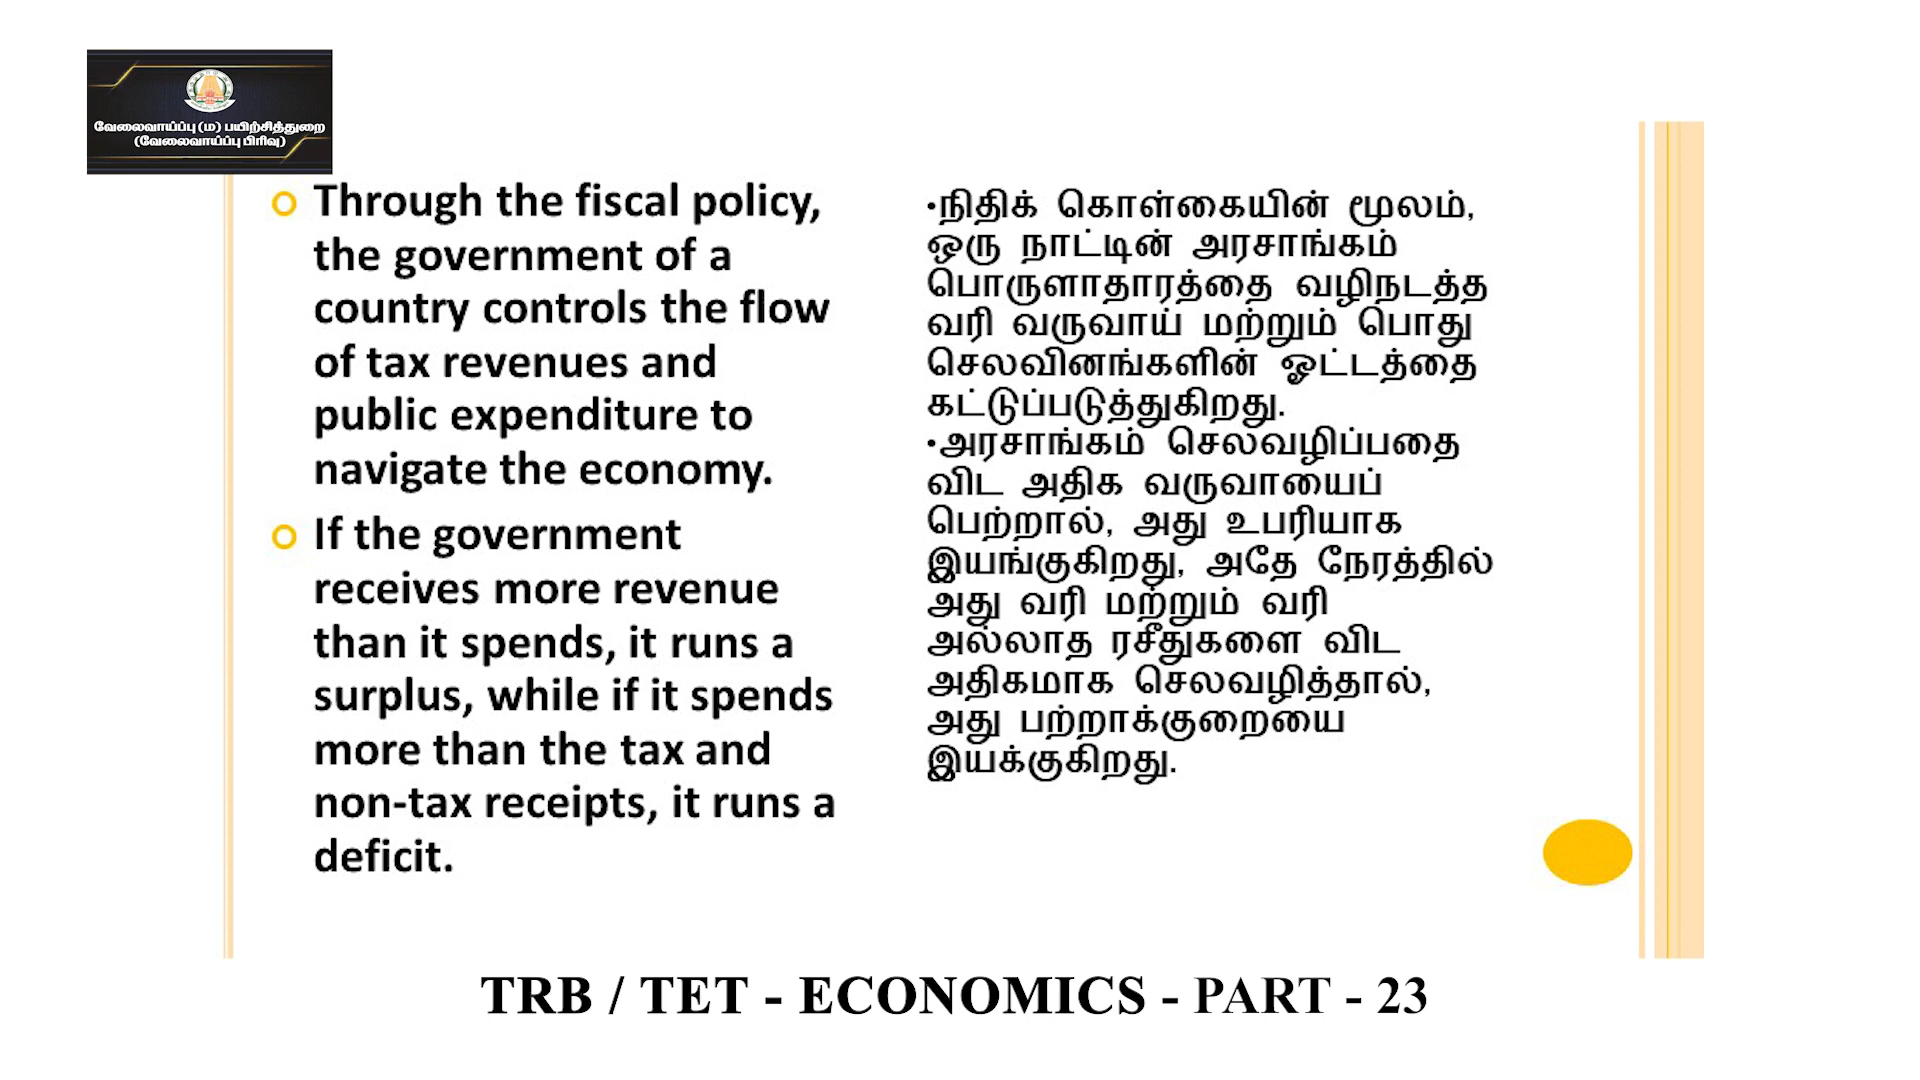 வேலைவாய்ப்பு (ம) பயிற்சித்துறை
(வேலைவாய்ப்பு பிரிவு)
Through the fiscal policy,
the government of a
country controls the flow
of tax revenues and
public expenditure to
navigate the economy.
If the government
receives more revenue
than it spends, it runs a
surplus, while if it spends
more than the tax and
non-tax receipts, it runs a
deficit.
•நிதிக் கொள்கையின் மூலம்,
ஒரு நாட்டின் அரசாங்கம்
பொருளாதாரத்தை வழிநடத்த
வரி வருவாய் மற்றும் பொது
செலவினங்களின் ஓட்டத்தை
கட்டுப்படுத்துகிறது.
•அரசாங்கம் செலவழிப்பதை
விட அதிக வருவாயைப்
பெற்றால், அது உபரியாக
இயங்குகிறது, அதே நேரத்தில்
அது வரி மற்றும் வரி
அல்லாத ரசீதுகளை விட
அதிகமாக செலவழித்தால்,
அது பற்றாக்குறையை
இயக்குகிறது.
TRB / TET - ECONOMICS - PART - 23